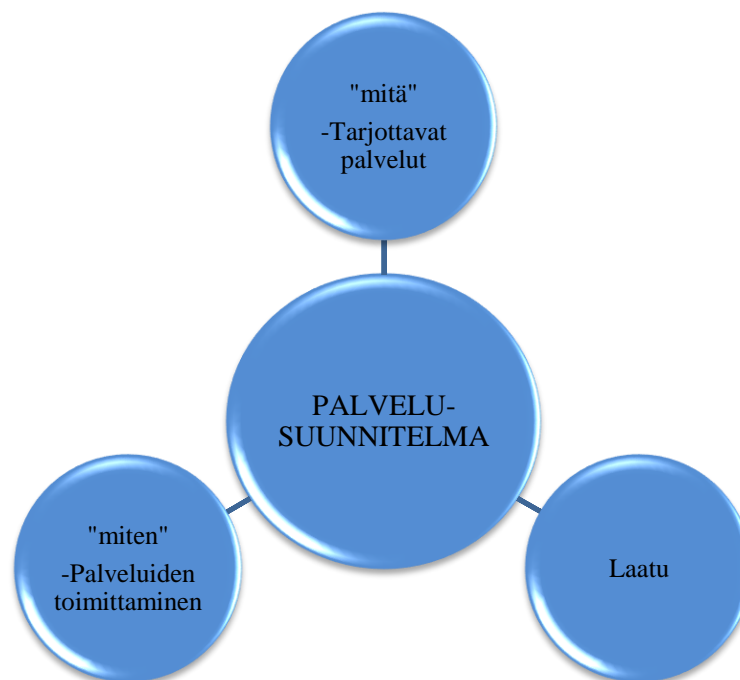 "mitä"
-Tarjottavat
palvelut
PALVELU-
SUUNNITELMA
"miten"
-Palveluiden
toimittaminen
Laatu